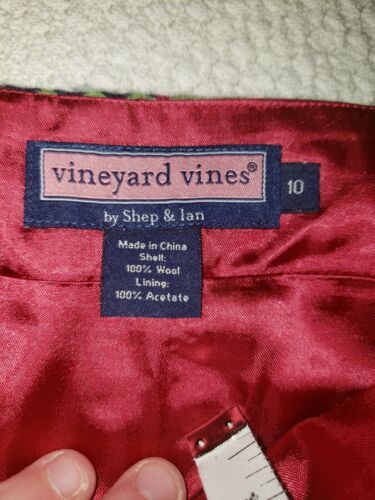 vineyard vines®
10
by Shep & Ian
Made in China
Shell:
100% Wool
Lining:
100% Acetate